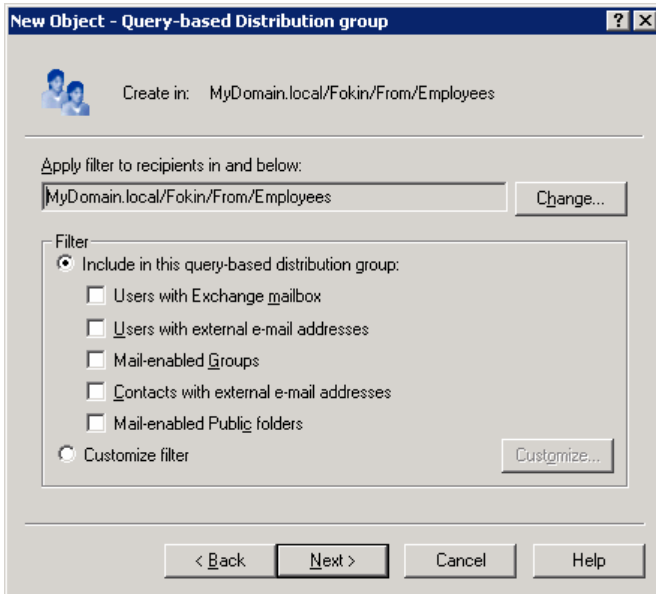 New Object - Query-based Distribution group
Create in: MyDomain.local/Fokin/From/Employees
Apply filter to recipients in and below:
MyDomain.local/Fokin/From/Employees Change...
Filter
Include in this query-based distribution group:
Users with Exchange mailbox
Users with external e-mail addresses
Mail-enabled Groups
Contacts with external e-mail addresses
Mail-enabled Public folders
Customize filter Customize...
< Back Next > Cancel Help